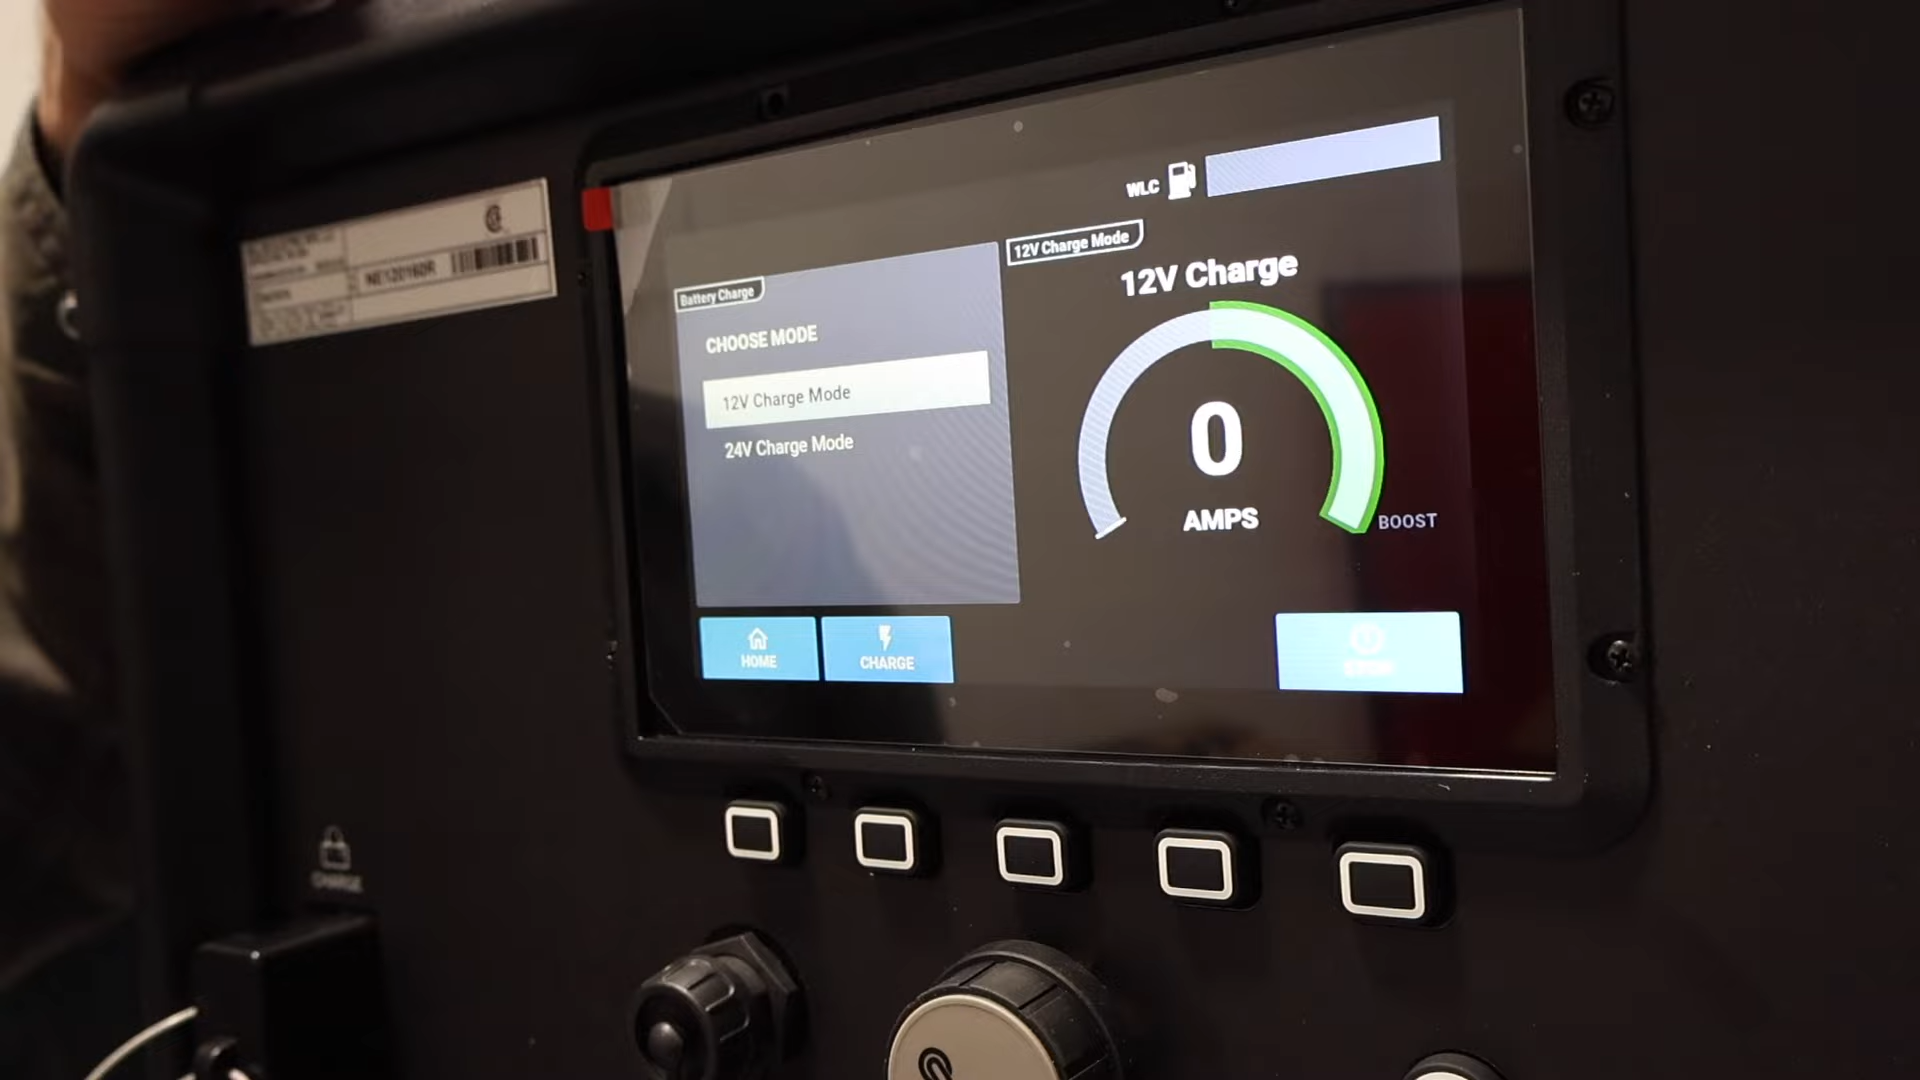 NE120160R
WLC
12V Charge Mode
12V Charge
Battery Charge
CHOOSE MODE
12V Charge Mode
24V Charge Mode
0
AMPS
BOOST
HOME
CHARGE
CHARGE